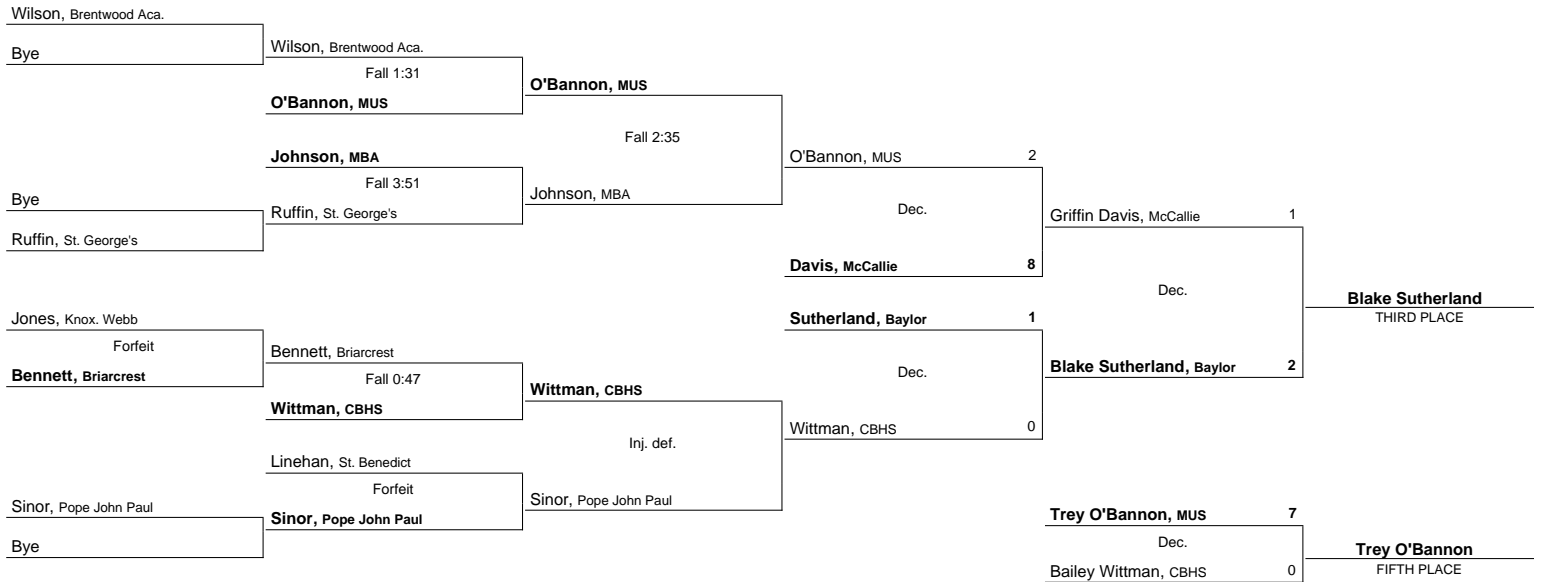 Wilson, Brentwood Aca.
Bye
Bye
Ruffin, St. George's
Jones, Knox. Webb
Forfeit
Bennett, Briarcrest
Sinor, Pope John Paul
Bye
Wilson, Brentwood Aca.
Fall 1:31
O'Bannon, MUS
Johnson, MBA
Fall 3:51
Ruffin, St. George's
Bennett, Briarcrest
Fall 0:47
Wittman, CBHS
Linehan, St. Benedict
Forfeit
Sinor, Pope John Paul
O'Bannon, MUS
Fall 2:35
Johnson, MBA
Wittman, CBHS
Inj. def.
Sinor, Pope John Paul
O'Bannon, MUS 2
Dec.
Davis, McCallie 8
Sutherland, Baylor 1
Dec.
Wittman, CBHS 0
Griffin Davis, McCallie 1
Dec.
Blake Sutherland, Baylor 2
Blake Sutherland
THIRD PLACE
Trey O'Bannon, MUS 7
Dec.
Bailey Wittman, CBHS 0
Trey O'Bannon
FIFTH PLACE